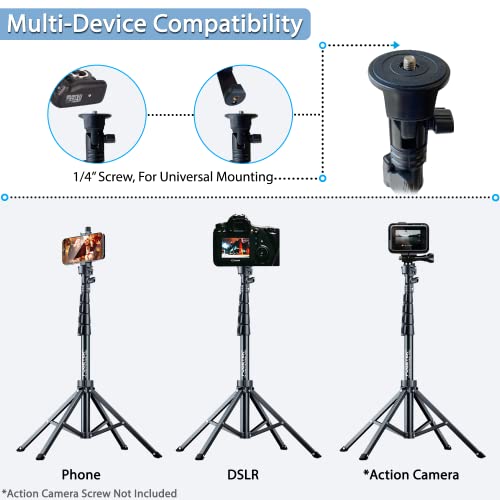 Multi-Device Compatibility
1/4” Screw, For Universal Mounting
Phone
DSLR
*Action Camera
*Action Camera Screw Not Included